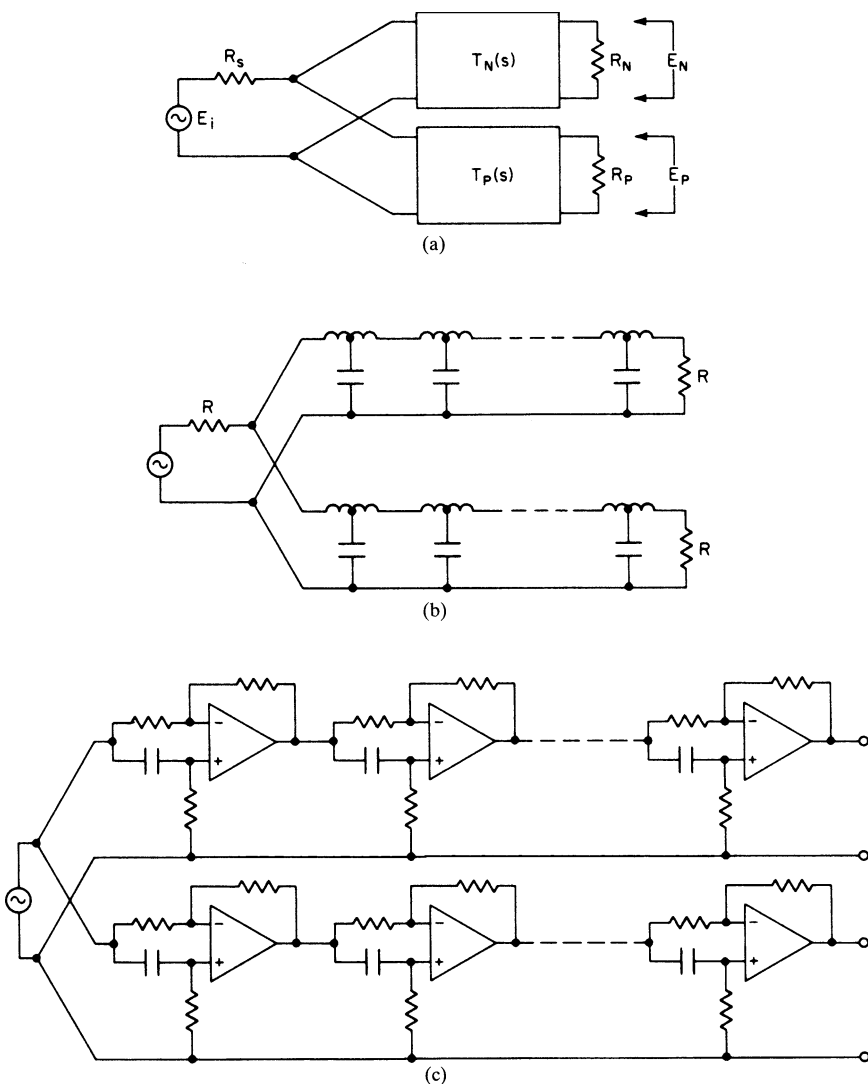 R_s
E_i
T_N(s)
R_N
E_N
T_P(s)
R_P
E_P
(a)
R
R
R
(b)
−
+
−
+
−
+
−
+
−
+
−
+
(c)